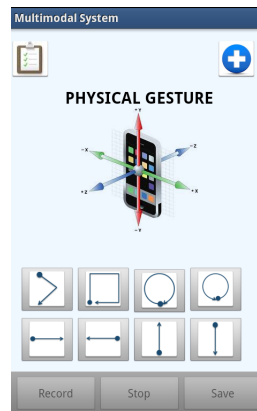 Multimodal System
PHYSICAL GESTURE
+Y
-X
-Z
+Z
+X
-Y
Record
Stop
Save